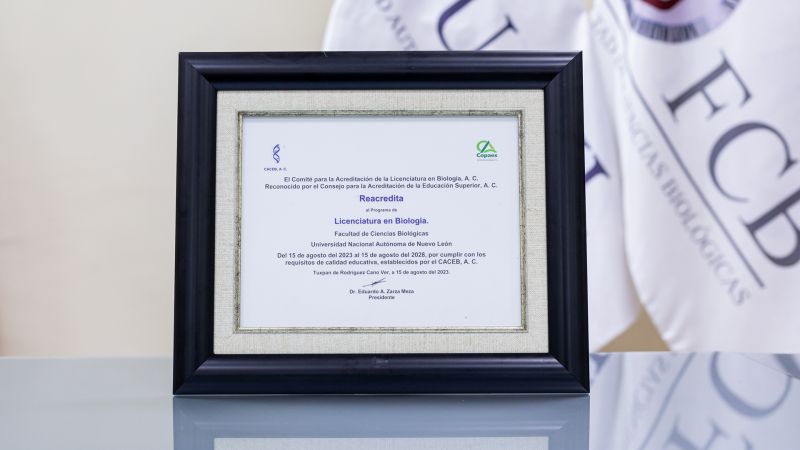 CACEB, A. C.
Copaes
El Comité para la Acreditación de la Licenciatura en Biología, A. C.
Reconocido por el Consejo para la Acreditación de la Educación Superior, A. C.
Reacredita
al Programa de
Licenciatura en Biología.
Facultad de Ciencias Biológicas
Universidad Nacional Autónoma de Nuevo León
Del 15 de agosto del 2023 al 15 de agosto del 2028, por cumplir con los
requisitos de calidad educativa, establecidos por el CACEB, A. C.
Tuxpan de Rodríguez Cano Ver, a 15 de agosto del 2023.
Dr. Eduardo A. Zarza Meza
Presidente
FCB
TAD DE CIENCIAS BIOLÓGICAS